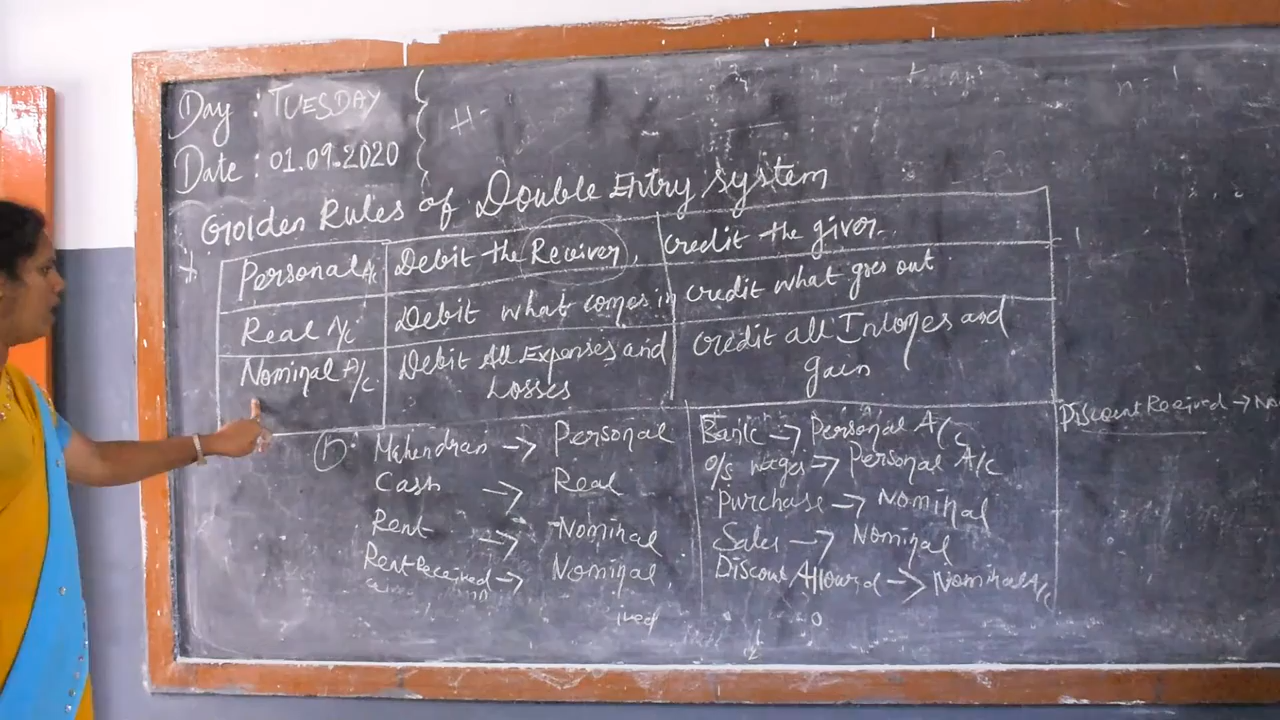 Day : TUESDAY
Date : 01.09.2020
H-
Golden Rules of Double Entry System
Personal A/c Debit the Receiver, Credit the giver.
Real A/c Debit what comes in Credit what goes out
Nominal A/c. Debit All Expenses and Losses Credit all Incomes and Gain
Mahendran → Personal
Cash → Real
Rent → Nominal
Rent Received → Nominal
Bank → Personal A/c
O/S wages → Personal A/c
Purchase → Nominal
Sales → Nominal
Discount Allowed → Nominal A/c
Discount Received →